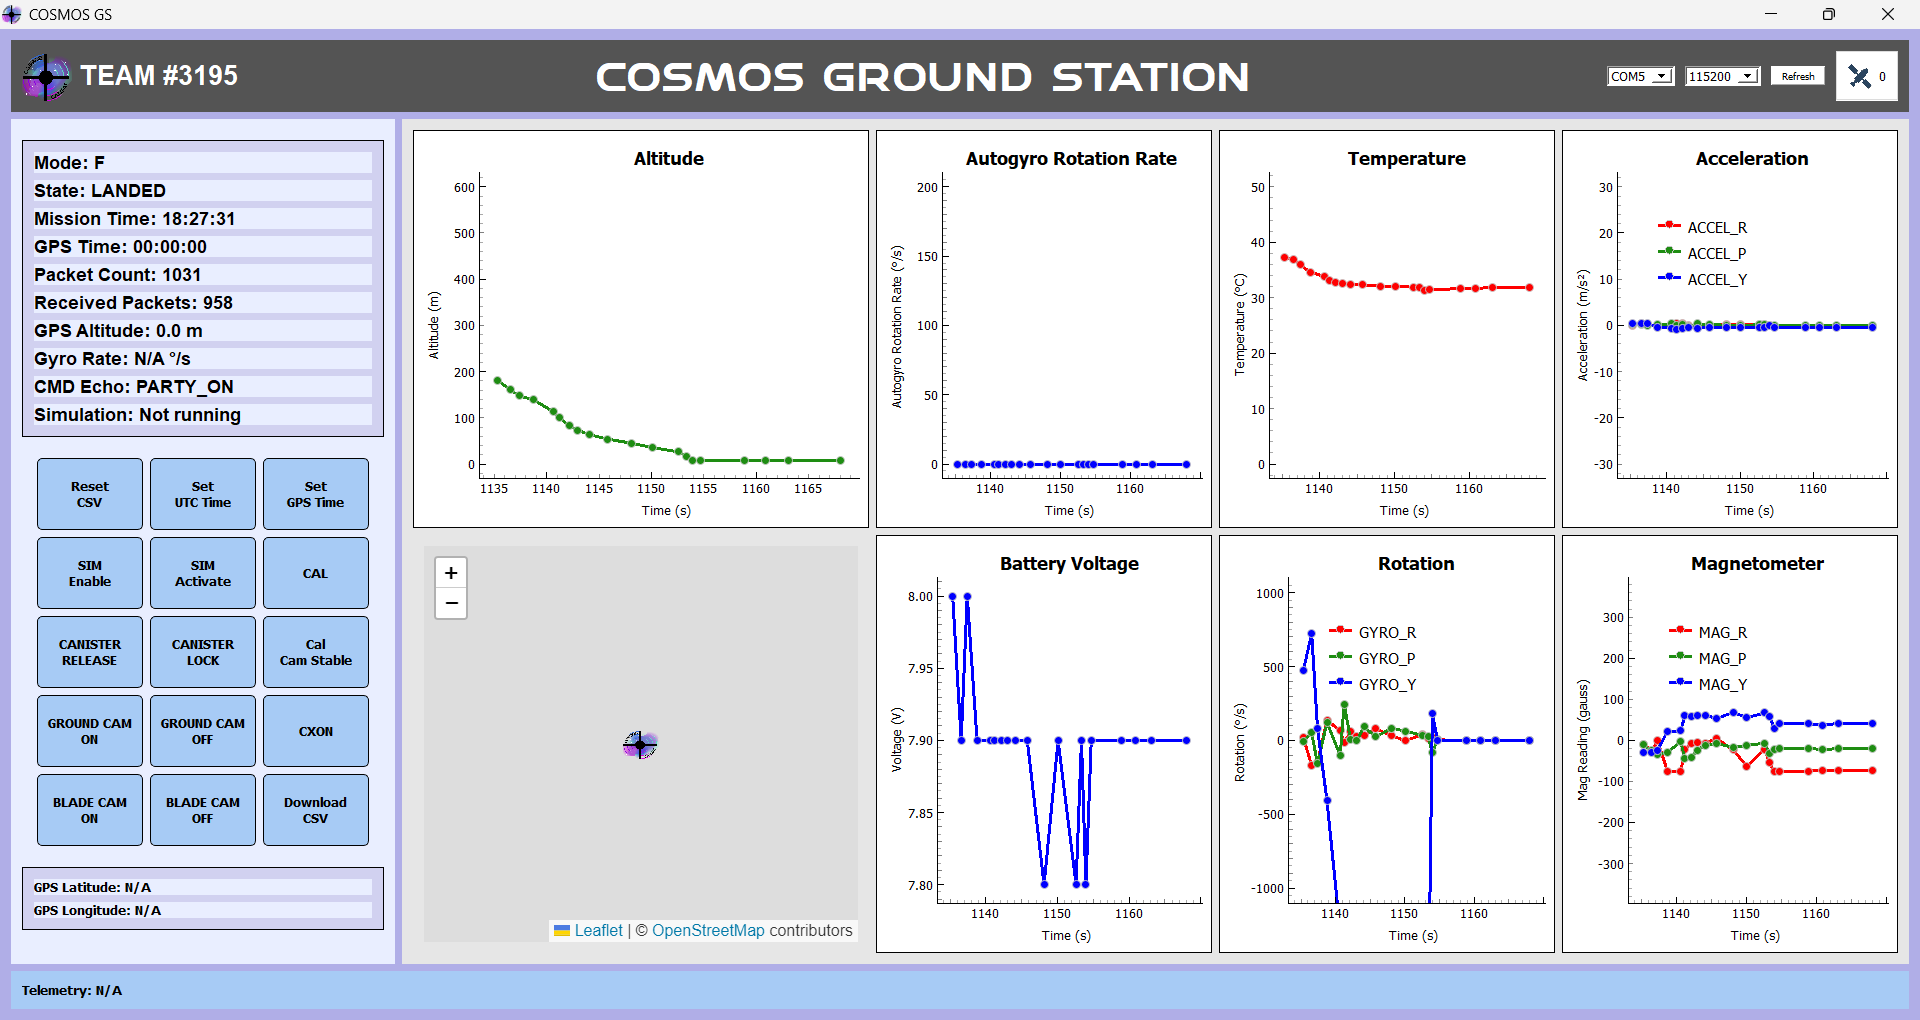 COSMOS GS
TEAM #3195
COSMOS GROUND STATION
COM5
115200
Refresh
0
Mode: F
State: LANDED
Mission Time: 18:27:31
GPS Time: 00:00:00
Packet Count: 1031
Received Packets: 958
GPS Altitude: 0.0 m
Gyro Rate: N/A °/s
CMD Echo: PARTY_ON
Simulation: Not running
Reset
CSV
Set
UTC Time
Set
GPS Time
SIM
Enable
SIM
Activate
CAL
CANISTER
RELEASE
CANISTER
LOCK
Cal
Cam Stable
GROUND CAM
ON
GROUND CAM
OFF
CXON
BLADE CAM
ON
BLADE CAM
OFF
Download
CSV
GPS Latitude: N/A
GPS Longitude: N/A
Altitude
Altitude (m)
600
500
400
300
200
100
0
1135 1140 1145 1150 1155 1160 1165
Time (s)
Autogyro Rotation Rate
Autogyro Rotation Rate (°/s)
200
150
100
50
0
1140 1150 1160
Time (s)
Temperature
Temperature (°C)
50
40
30
20
10
0
1140 1150 1160
Time (s)
Acceleration
Acceleration (m/s²)
30
20
10
0
-10
-20
-30
ACCEL_R
ACCEL_P
ACCEL_Y
1140 1150 1160
Time (s)
+
−
Leaflet | © OpenStreetMap contributors
Battery Voltage
Voltage (V)
8.00
7.95
7.90
7.85
7.80
1140 1150 1160
Time (s)
Rotation
Rotation (°/s)
1000
500
0
-500
-1000
GYRO_R
GYRO_P
GYRO_Y
1140 1150 1160
Time (s)
Magnetometer
Mag Reading (gauss)
300
200
100
0
-100
-200
-300
MAG_R
MAG_P
MAG_Y
1140 1150 1160
Time (s)
Telemetry: N/A